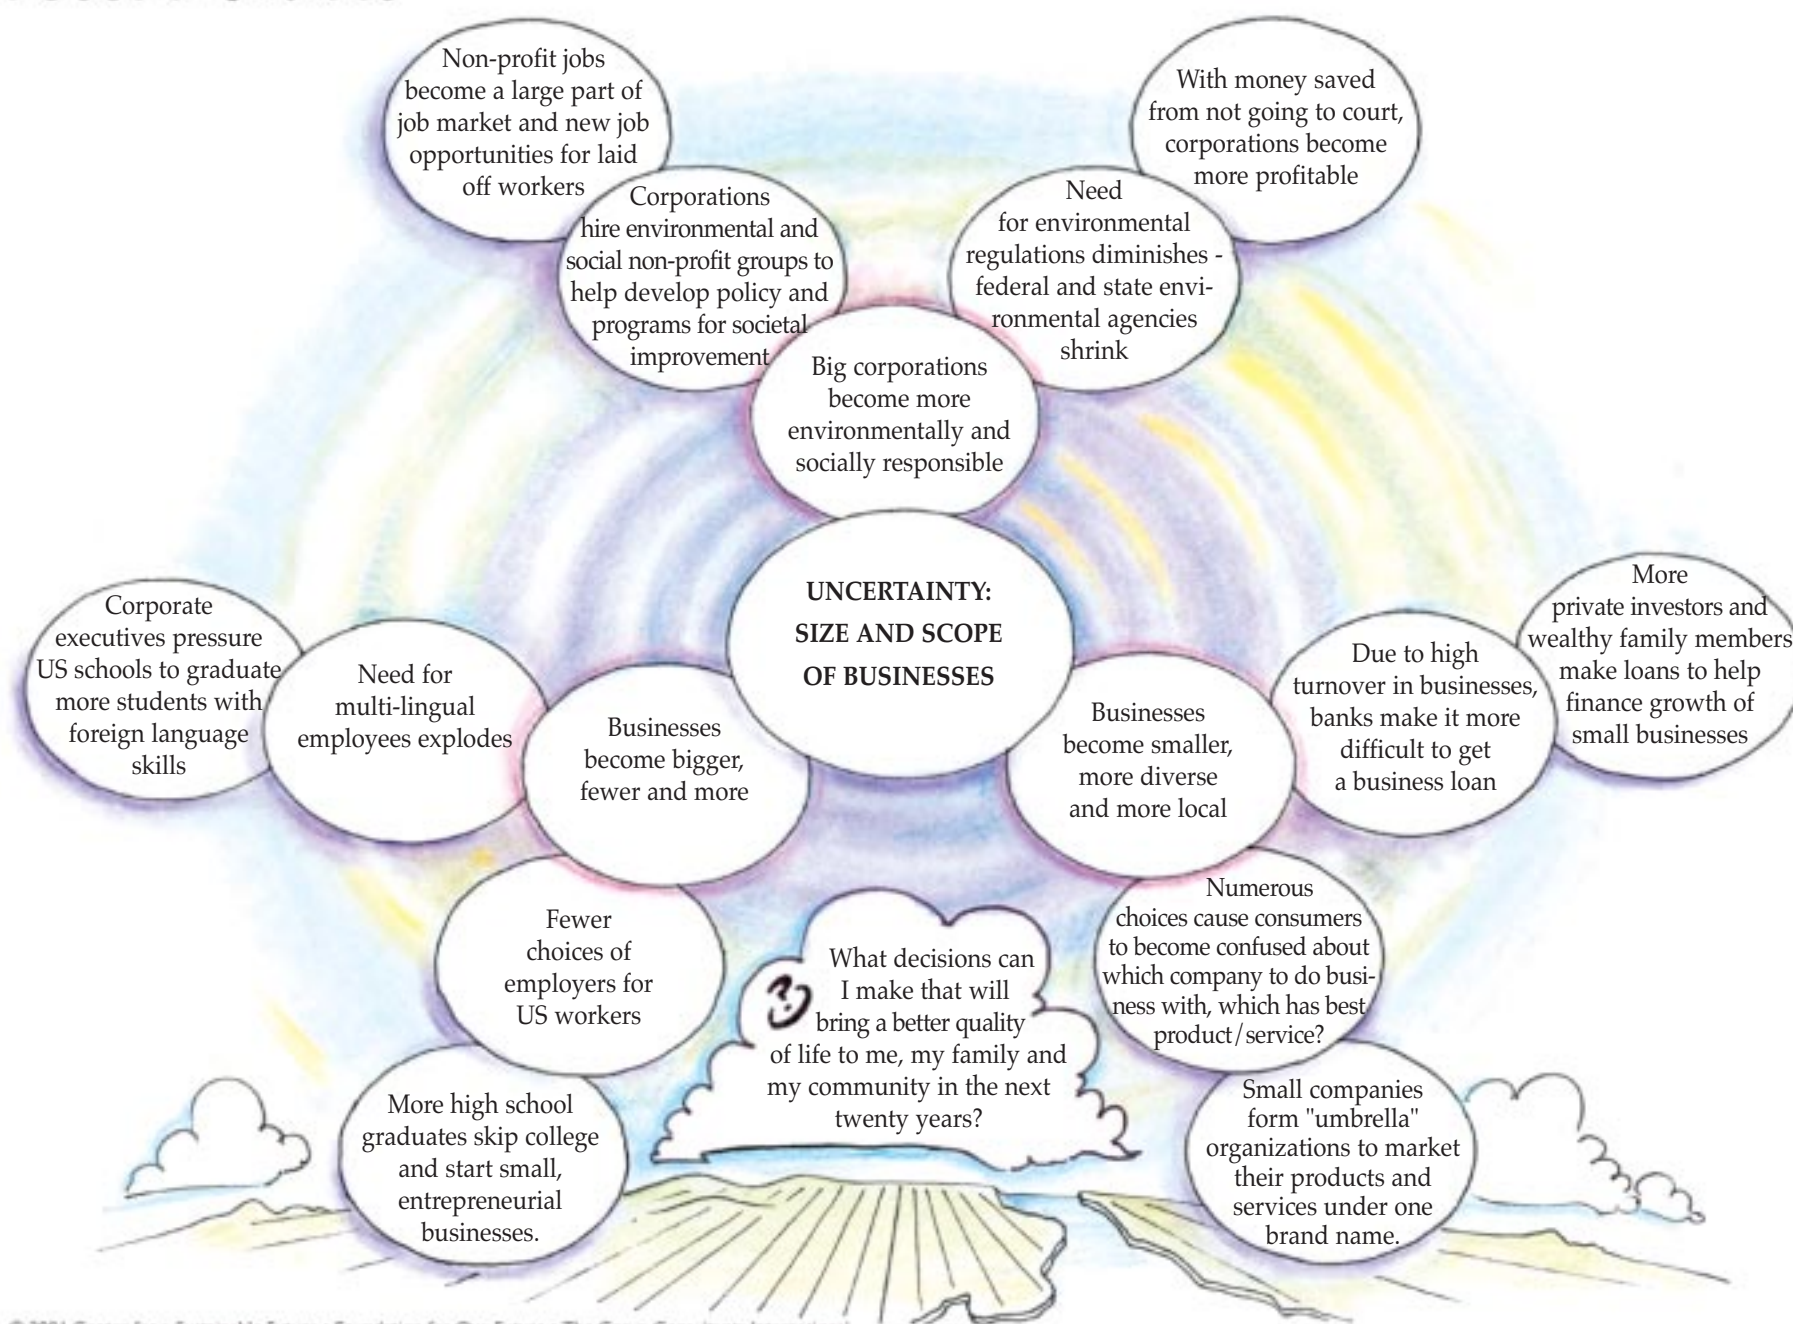 Non-profit jobs
become a large part of
job market and new job
opportunities for laid
off workers
With money saved
from not going to court,
corporations become
more profitable
Corporations
hire environmental and
social non-profit groups to
help develop policy and
programs for societal
improvement
Need
for environmental
regulations diminishes -
federal and state envi-
ronmental agencies
shrink
Big corporations
become more
environmentally and
socially responsible
UNCERTAINTY:
SIZE AND SCOPE
OF BUSINESSES
Corporate
executives pressure
US schools to graduate
more students with
foreign language
skills
Need for
multi-lingual
employees explodes
Businesses
become bigger,
fewer and more
Businesses
become smaller,
more diverse
and more local
Due to high
turnover in businesses,
banks make it more
difficult to get
a business loan
More
private investors and
wealthy family members
make loans to help
finance growth of
small businesses
Fewer
choices of
employers for
US workers
?
What decisions can
I make that will
bring a better quality
of life to me, my family and
my community in the next
twenty years?
Numerous
choices cause consumers
to become confused about
which company to do busi-
ness with, which has best
product/service?
More high school
graduates skip college
and start small,
entrepreneurial
businesses.
Small companies
form "umbrella"
organizations to market
their products and
services under one
brand name.